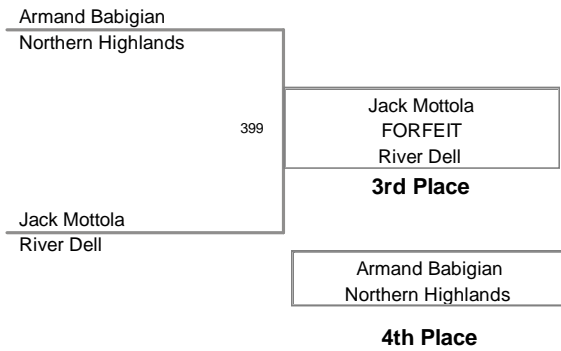 Armand Babigian
Northern Highlands
399
Jack Mottola
FORFEIT
River Dell
3rd Place
Jack Mottola
River Dell
Armand Babigian
Northern Highlands
4th Place